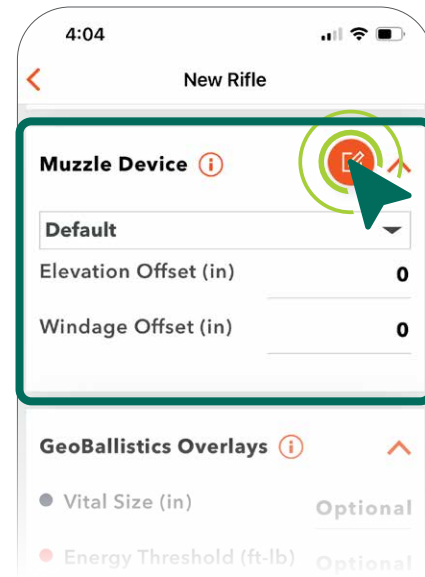 4:04
New Rifle
Muzzle Device
Default
Elevation Offset (in) 0
Windage Offset (in) 0
GeoBallistics Overlays
Vital Size (in) Optional
Energy Threshold (ft-lb) Optional